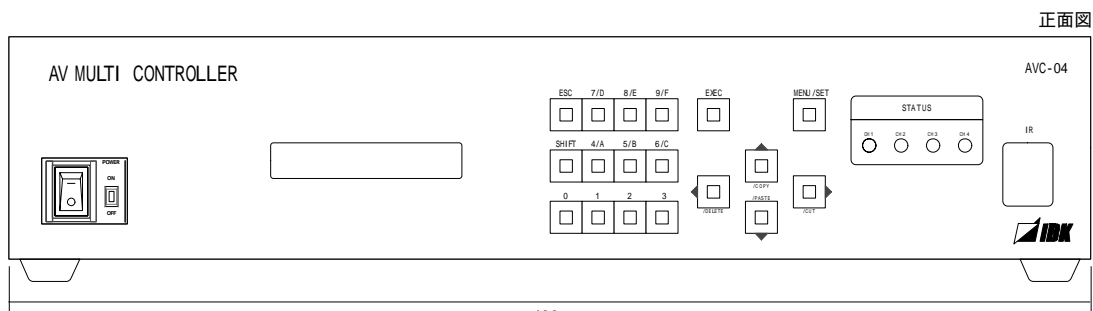 正面図
AV MULTI CONTROLLER
AVC-04
ESC 7/D 8/E 9/F EXEC MENU/SET
STATUS
CH1 CH2 CH3 CH4
IR
POWER
ON
OFF
SHIFT 4/A 5/B 6/C
/COPY
0 1 2 3
/DELETE /PASTE /CUT
IDK